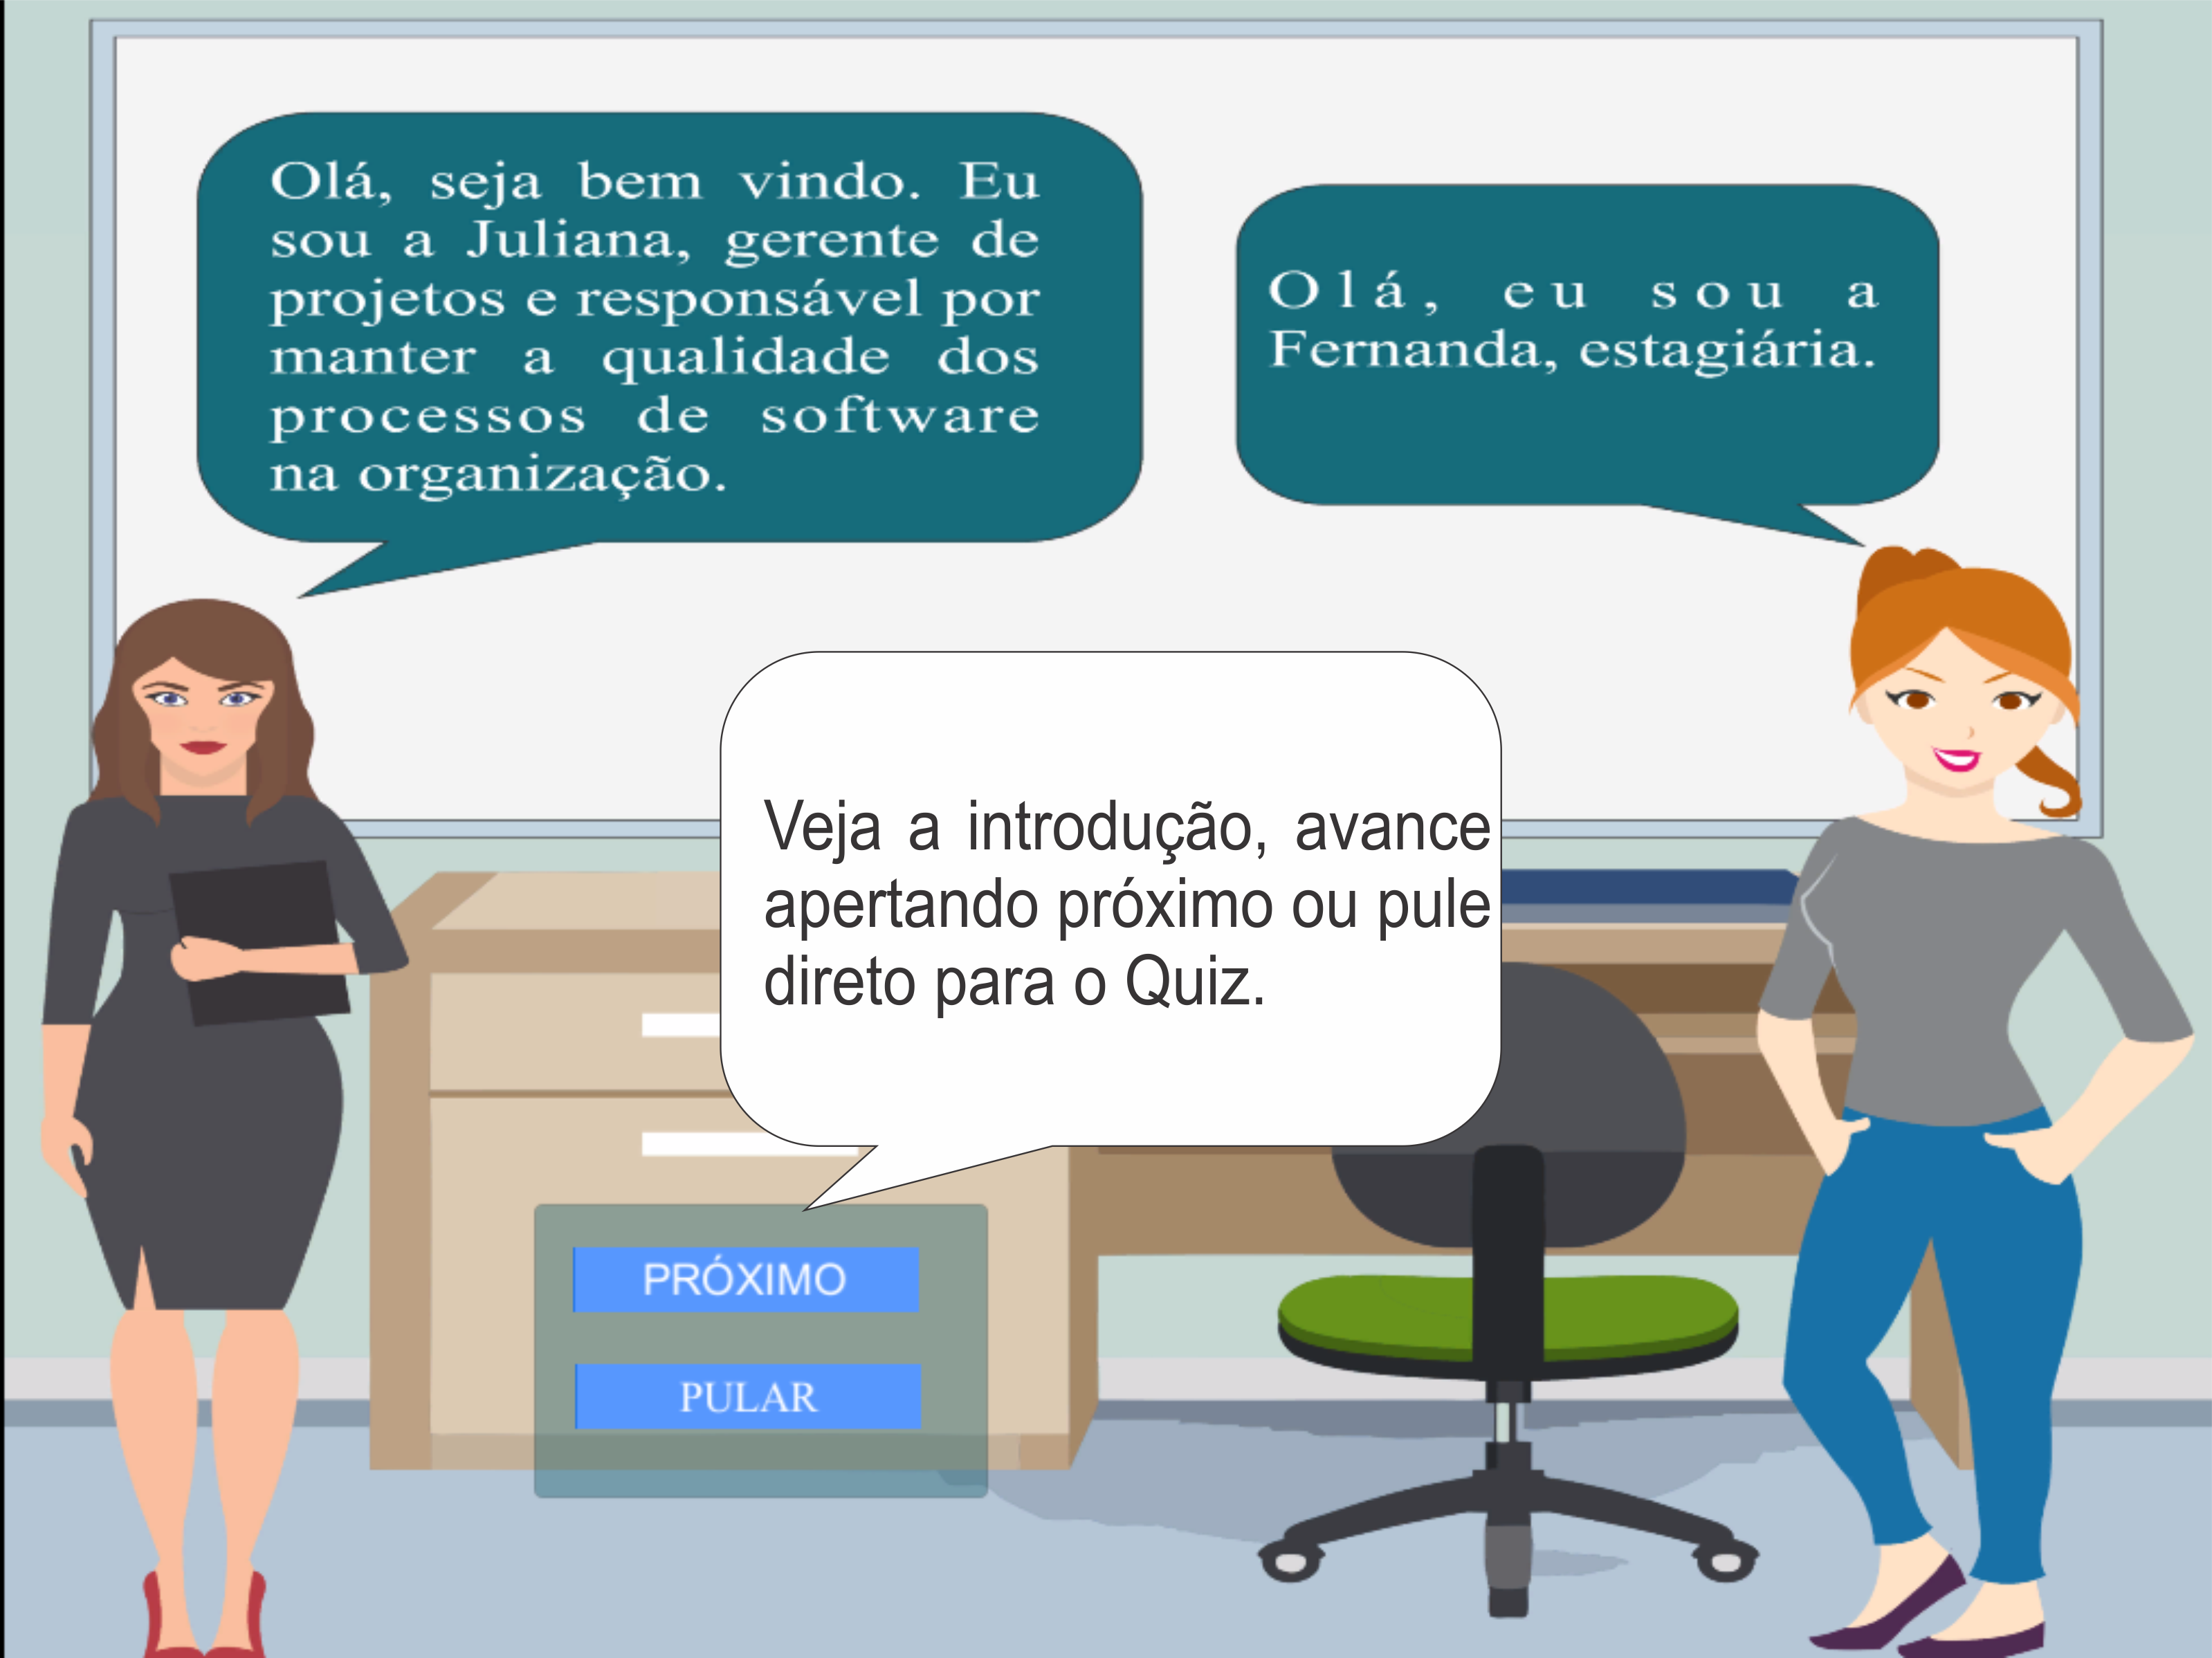 Olá, seja bem vindo. Eu
sou a Juliana, gerente de
projetos e responsável por
manter a qualidade dos
processos de software
na organização.
Olá, eu sou a
Fernanda, estagiária.
Veja a introdução, avance
apertando próximo ou pule
direto para o Quiz.
PRÓXIMO
PULAR